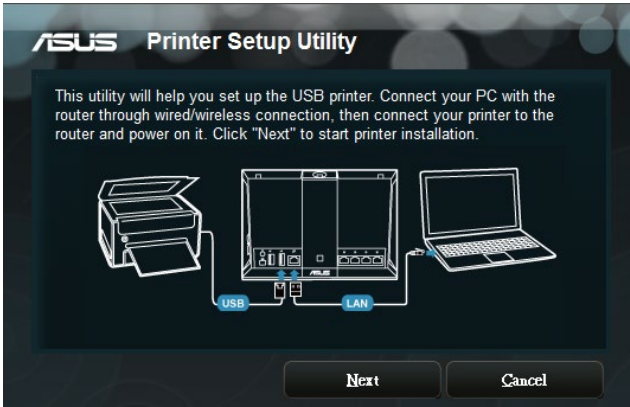 ASUS Printer Setup Utility
This utility will help you set up the USB printer. Connect your PC with the
router through wired/wireless connection, then connect your printer to the
router and power on it. Click "Next" to start printer installation.
ASUS
USB
LAN
Next
Cancel